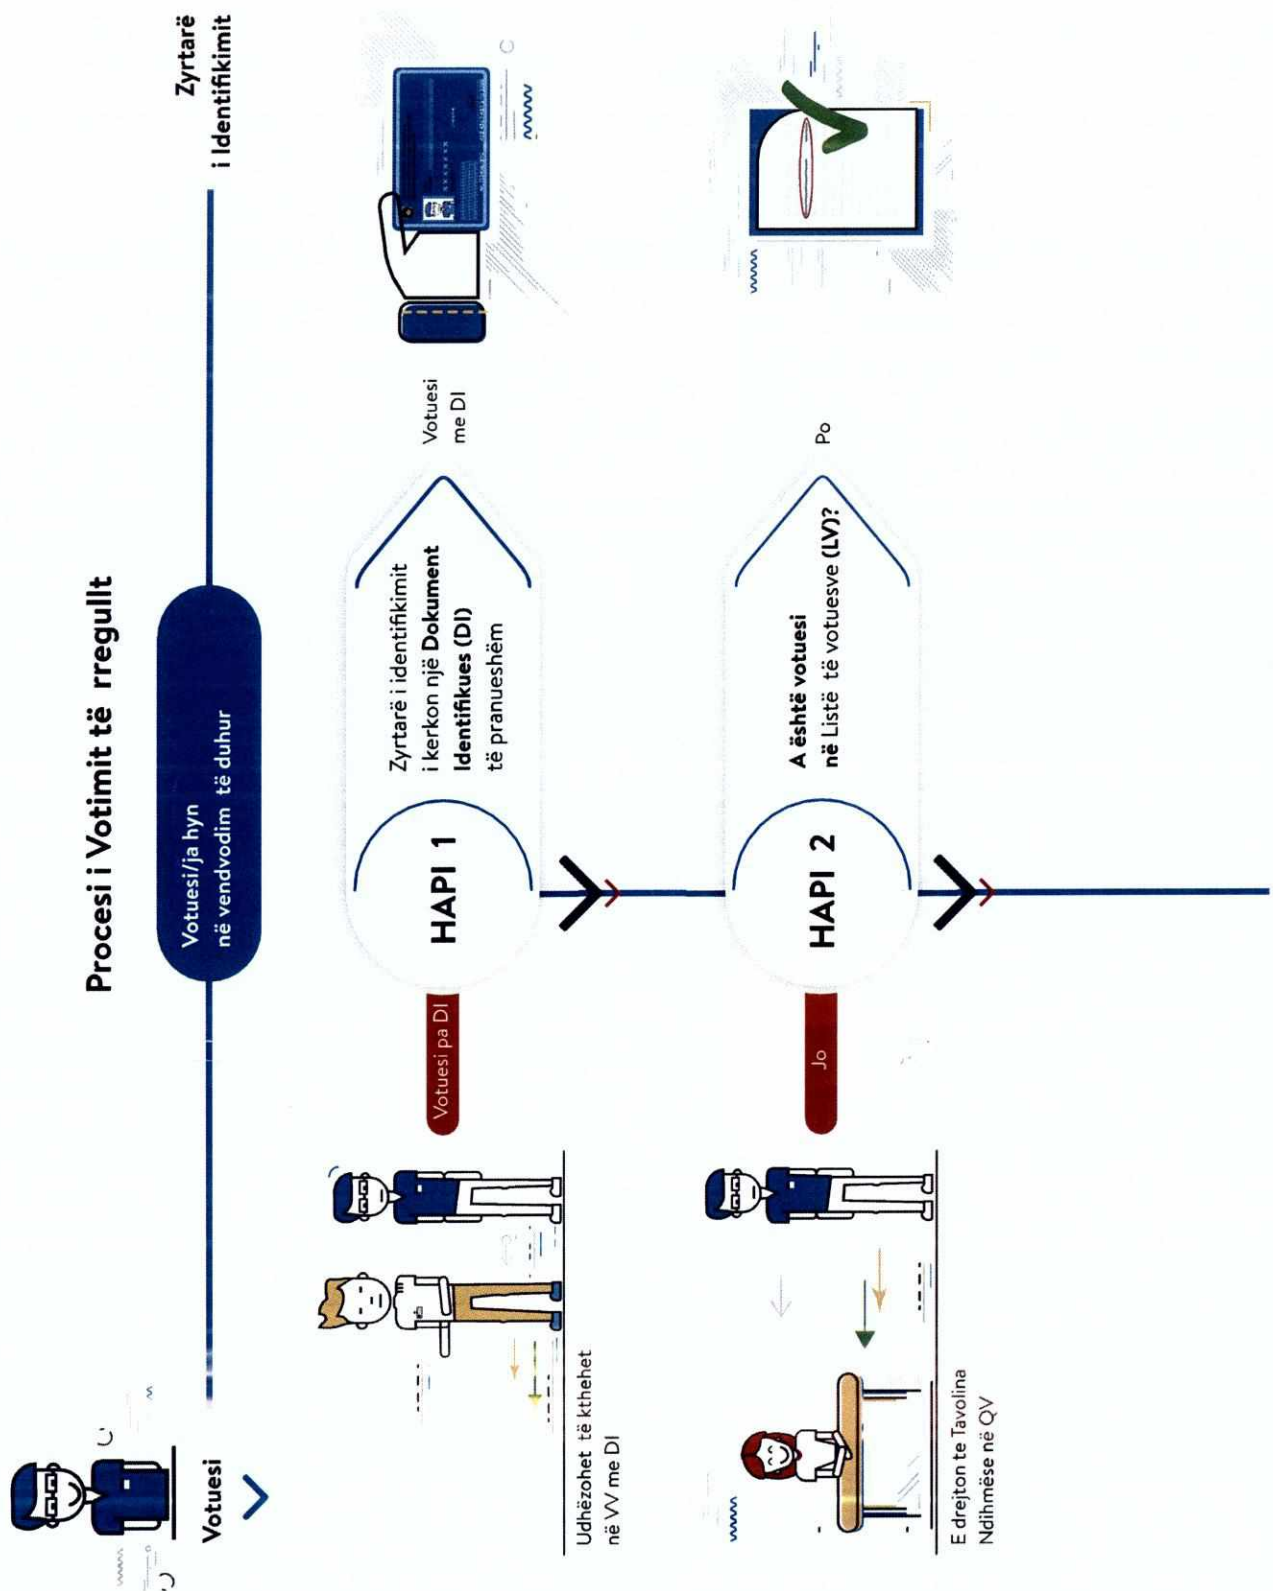 Procesi i Votimit të rregullt
Votuesi
Votuesi/ja hyn
në vendvodim të duhur
Zyrtarë
i Identifikimit
Votuesi pa DI
HAPI 1
Zyrtarë i identifikimit
i kerkon një Dokument
Identifikues (DI)
të pranueshëm
Votuesi
me DI
Udhëzohet të kthehet
në VV me DI
Jo
HAPI 2
A është votuesi
në Listë të votuesve (LV)?
Po
E drejton te Tavolina
Ndihmëse në QV